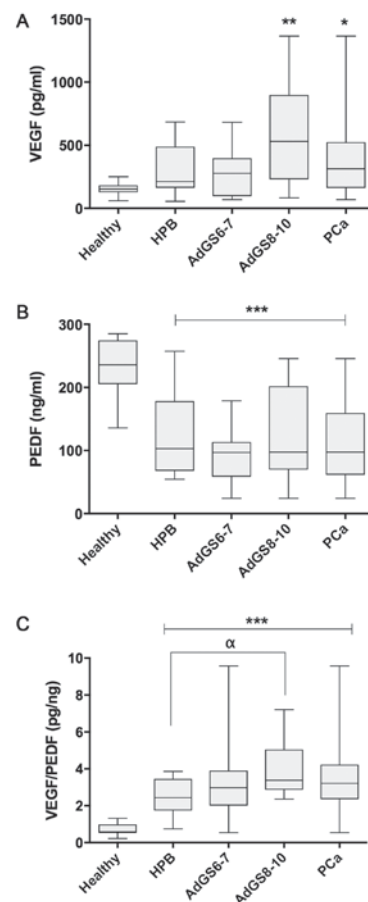 A
VEGF (pg/ml)
1500
1000
500
0
** *
Healthy HPB AdGS6-7 AdGS8-10 PCa
B
PEDF (ng/ml)
300
200
100
0
***
Healthy HPB AdGS6-7 AdGS8-10 PCa
C
VEGF/PEDF (pg/ng)
10
8
6
4
2
0
***
α
Healthy HPB AdGS6-7 AdGS8-10 PCa